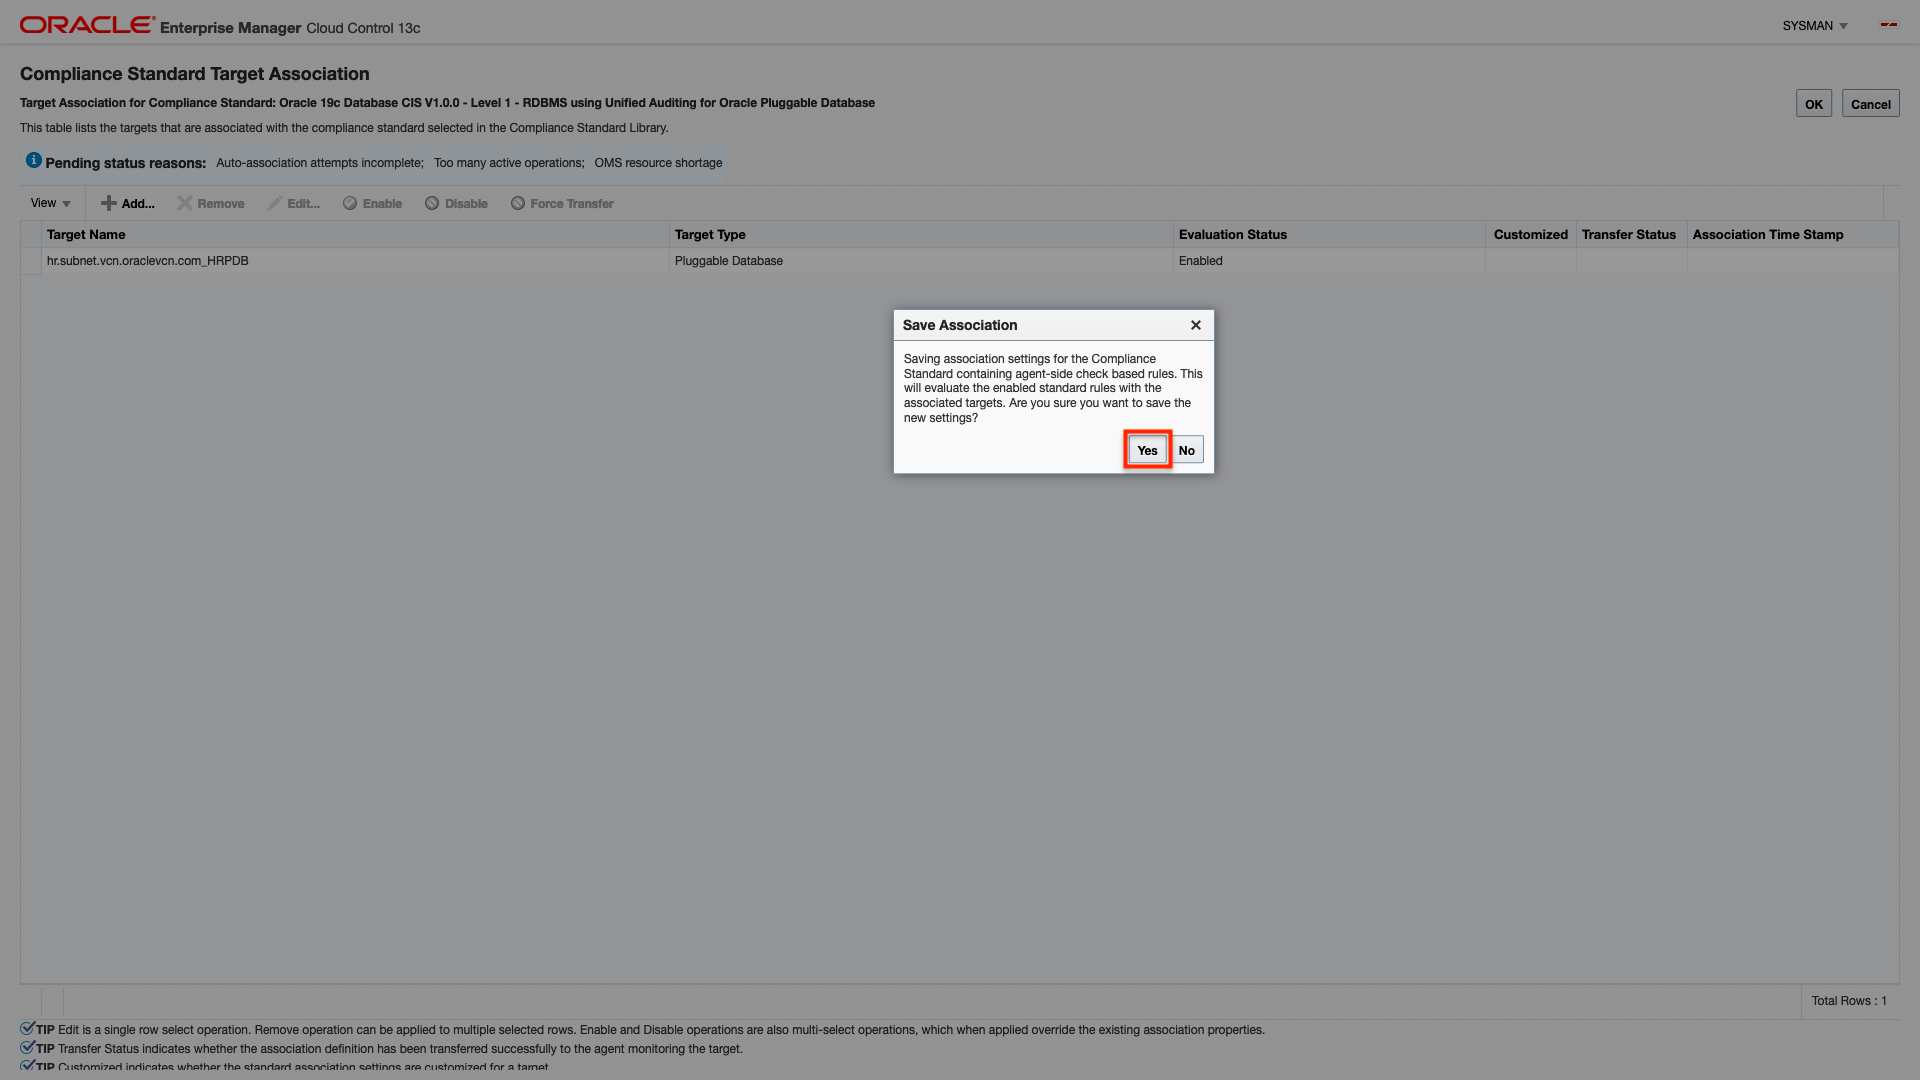 ORACLE Enterprise Manager Cloud Control 13c
SYSMAN
Compliance Standard Target Association
Target Association for Compliance Standard: Oracle 19c Database CIS V1.0.0 - Level 1 - RDBMS using Unified Auditing for Oracle Pluggable Database
OK Cancel
This table lists the targets that are associated with the compliance standard selected in the Compliance Standard Library.
Pending status reasons: Auto-association attempts incomplete; Too many active operations; OMS resource shortage
View Add... Remove Edit... Enable Disable Force Transfer
Target Name Target Type Evaluation Status Customized Transfer Status Association Time Stamp
hr.subnet.vcn.oraclevcn.com_HRPDB Pluggable Database Enabled
Save Association
Saving association settings for the Compliance
Standard containing agent-side check based rules. This
will evaluate the enabled standard rules with the
associated targets. Are you sure you want to save the
new settings?
Yes No
Total Rows : 1
TIP Edit is a single row select operation. Remove operation can be applied to multiple selected rows. Enable and Disable operations are also multi-select operations, which when applied override the existing association properties.
TIP Transfer Status indicates whether the association definition has been transferred successfully to the agent monitoring the target.
TIP Customized indicates whether the standard association settings are customized for a target